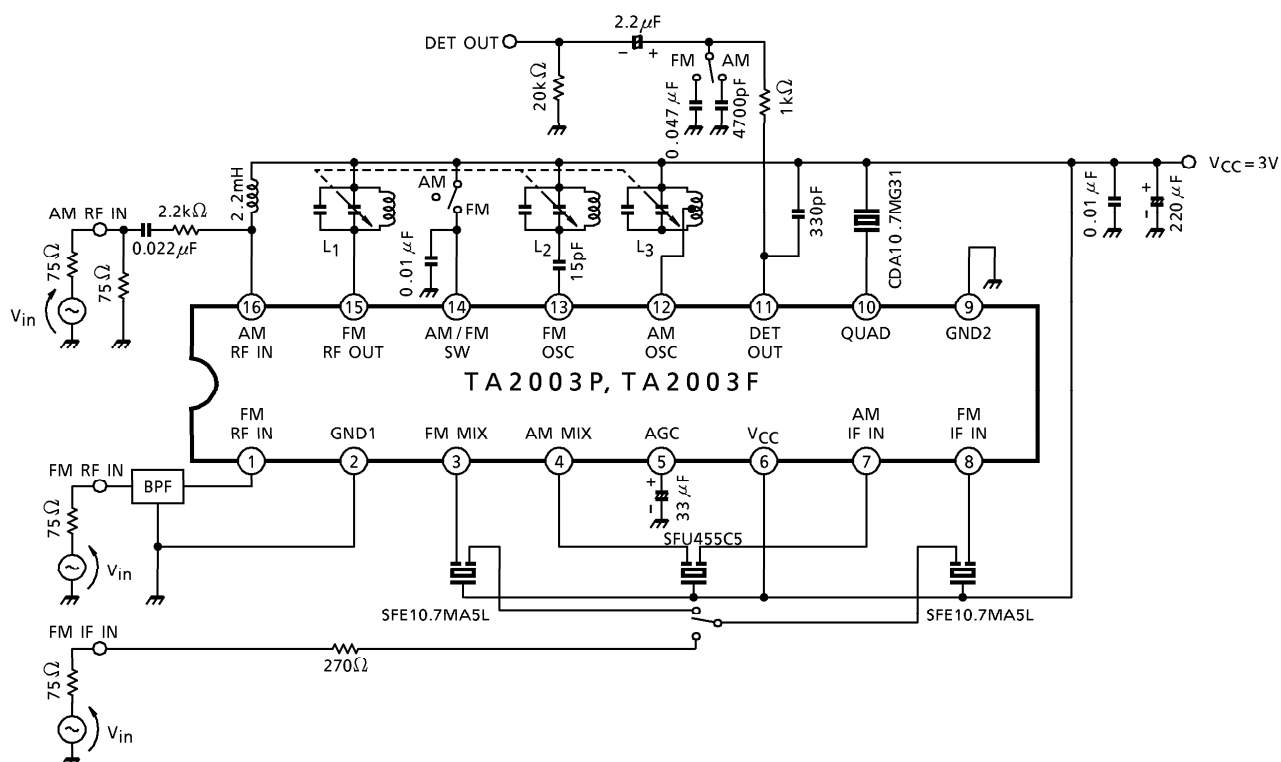 2.2μF
DET OUT
− +
FM AM
20kΩ
0.047μF
4700pF
1kΩ
VCC=3V
2.2mH
AM
FM
330pF
CDA10.7MG31
0.01μF
+
−
220μF
AM RF IN
2.2kΩ
0.022μF
75Ω
75Ω
Vin
L1
0.01μF
L2
15pF
L3
16 15 14 13 12 11 10 9
AM RF IN
FM RF OUT
AM/FM SW
FM OSC
AM OSC
DET OUT
QUAD
GND2
TA2003P, TA2003F
FM RF IN
GND1
FM MIX
AM MIX
AGC
VCC
AM IF IN
FM IF IN
1 2 3 4 5 6 7 8
FM RF IN
BPF
75Ω
Vin
+
−
33μF
SFU455C5
SFE10.7MA5L
SFE10.7MA5L
FM IF IN
270Ω
75Ω
Vin